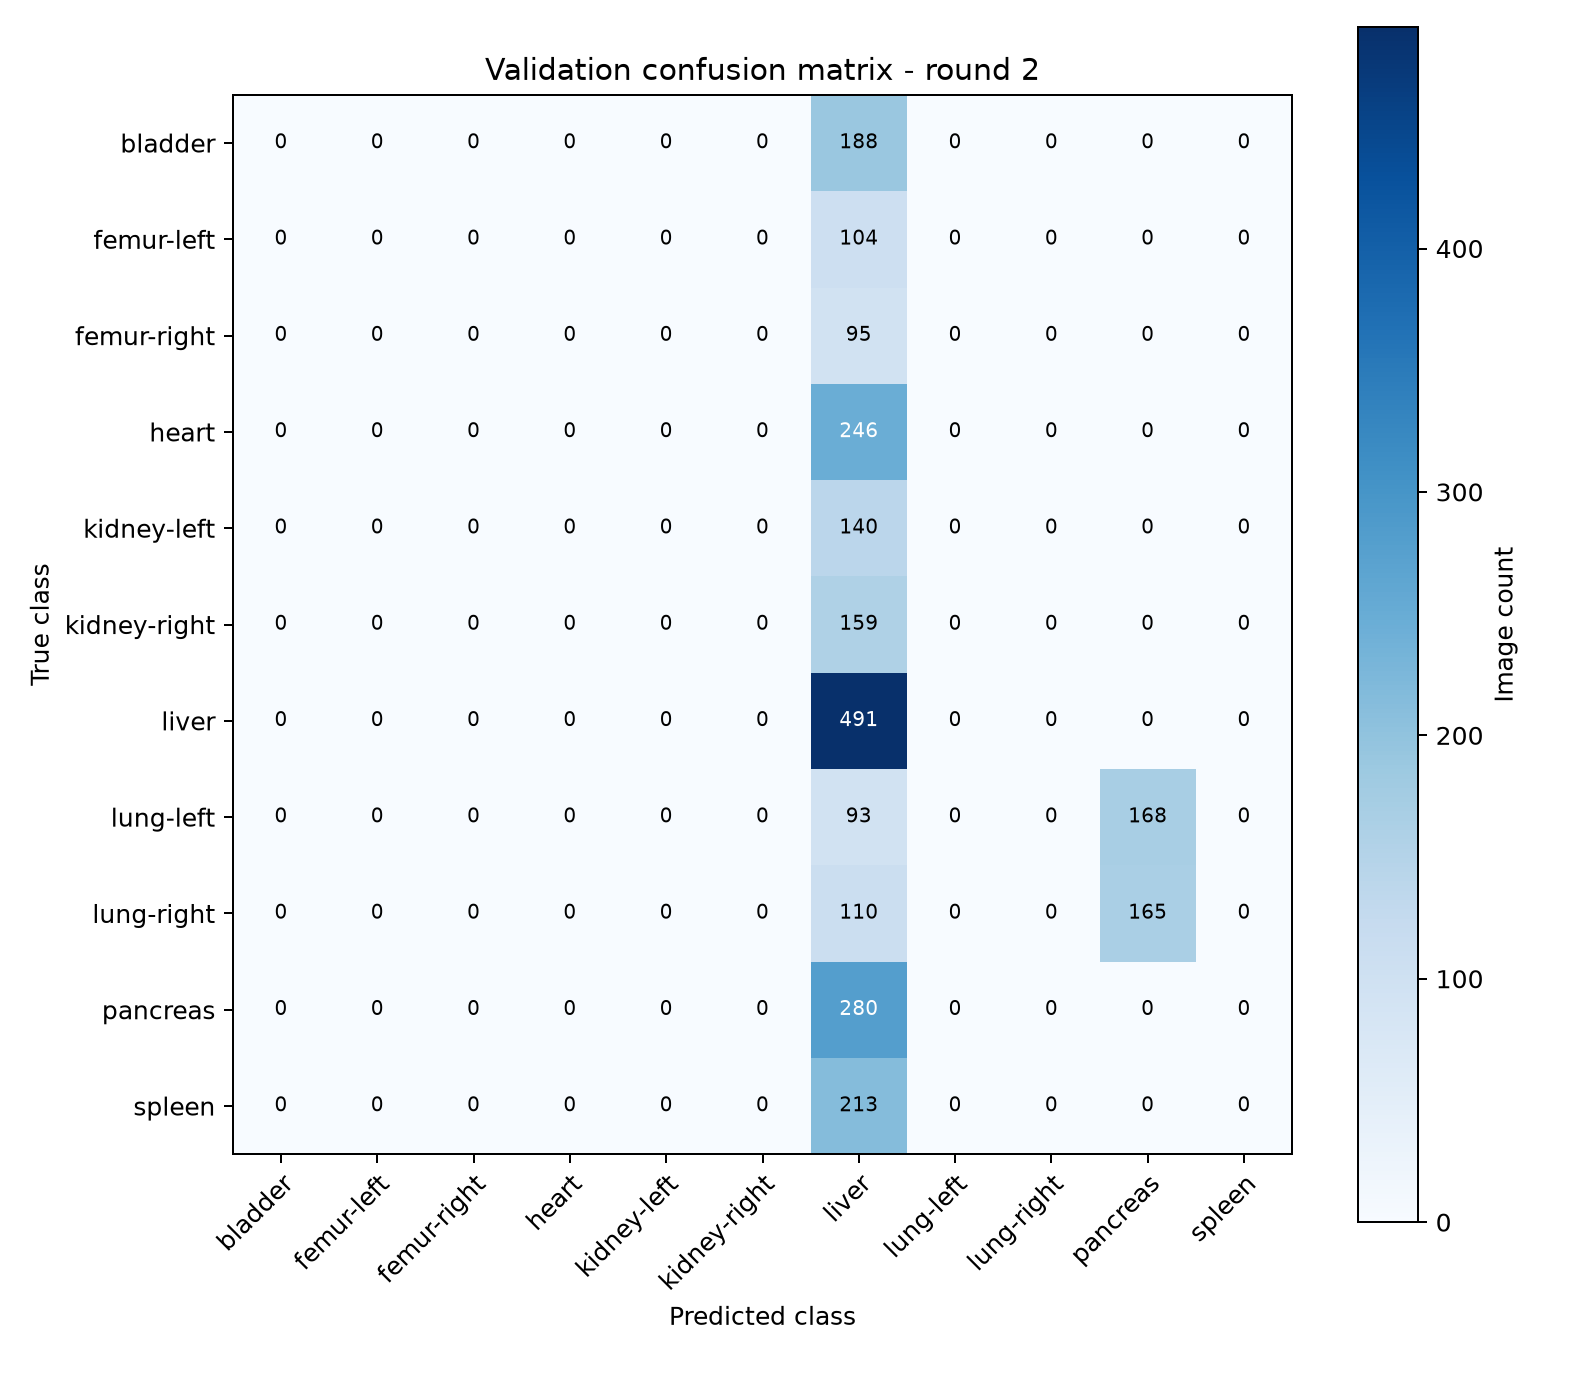 Validation confusion matrix - round 2
True class
bladder 0 0 0 0 0 0 188 0 0 0 0
femur-left 0 0 0 0 0 0 104 0 0 0 0
femur-right 0 0 0 0 0 0 95 0 0 0 0
heart 0 0 0 0 0 0 246 0 0 0 0
kidney-left 0 0 0 0 0 0 140 0 0 0 0
kidney-right 0 0 0 0 0 0 159 0 0 0 0
liver 0 0 0 0 0 0 491 0 0 0 0
lung-left 0 0 0 0 0 0 93 0 0 168 0
lung-right 0 0 0 0 0 0 110 0 0 165 0
pancreas 0 0 0 0 0 0 280 0 0 0 0
spleen 0 0 0 0 0 0 213 0 0 0 0
bladder femur-left femur-right heart kidney-left kidney-right liver lung-left lung-right pancreas spleen
Predicted class
400
300
200
100
0
Image count